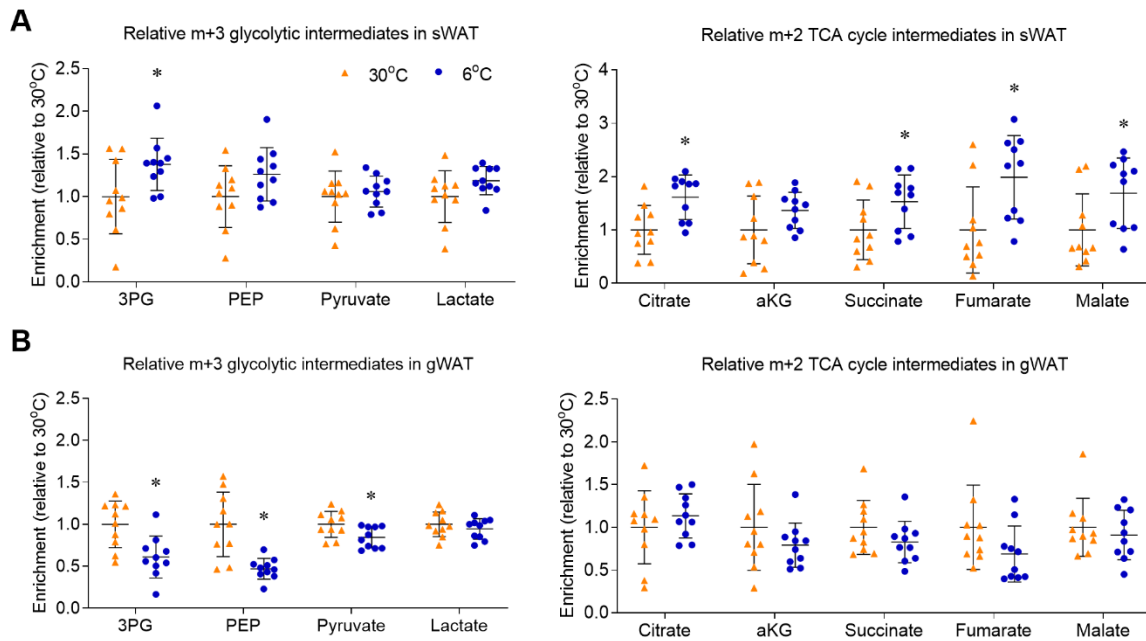 A
Relative m+3 glycolytic intermediates in sWAT
Enrichment (relative to 30°C)
2.5
2.0
1.5
1.0
0.5
0.0
30°C
6°C
*
3PG
PEP
Pyruvate
Lactate
Relative m+2 TCA cycle intermediates in sWAT
Enrichment (relative to 30°C)
4
3
2
1
0
*
*
*
*
Citrate
aKG
Succinate
Fumarate
Malate
B
Relative m+3 glycolytic intermediates in gWAT
Enrichment (relative to 30°C)
2.5
2.0
1.5
1.0
0.5
0.0
*
*
*
3PG
PEP
Pyruvate
Lactate
Relative m+2 TCA cycle intermediates in gWAT
Enrichment (relative to 30°C)
2.5
2.0
1.5
1.0
0.5
0.0
Citrate
aKG
Succinate
Fumarate
Malate